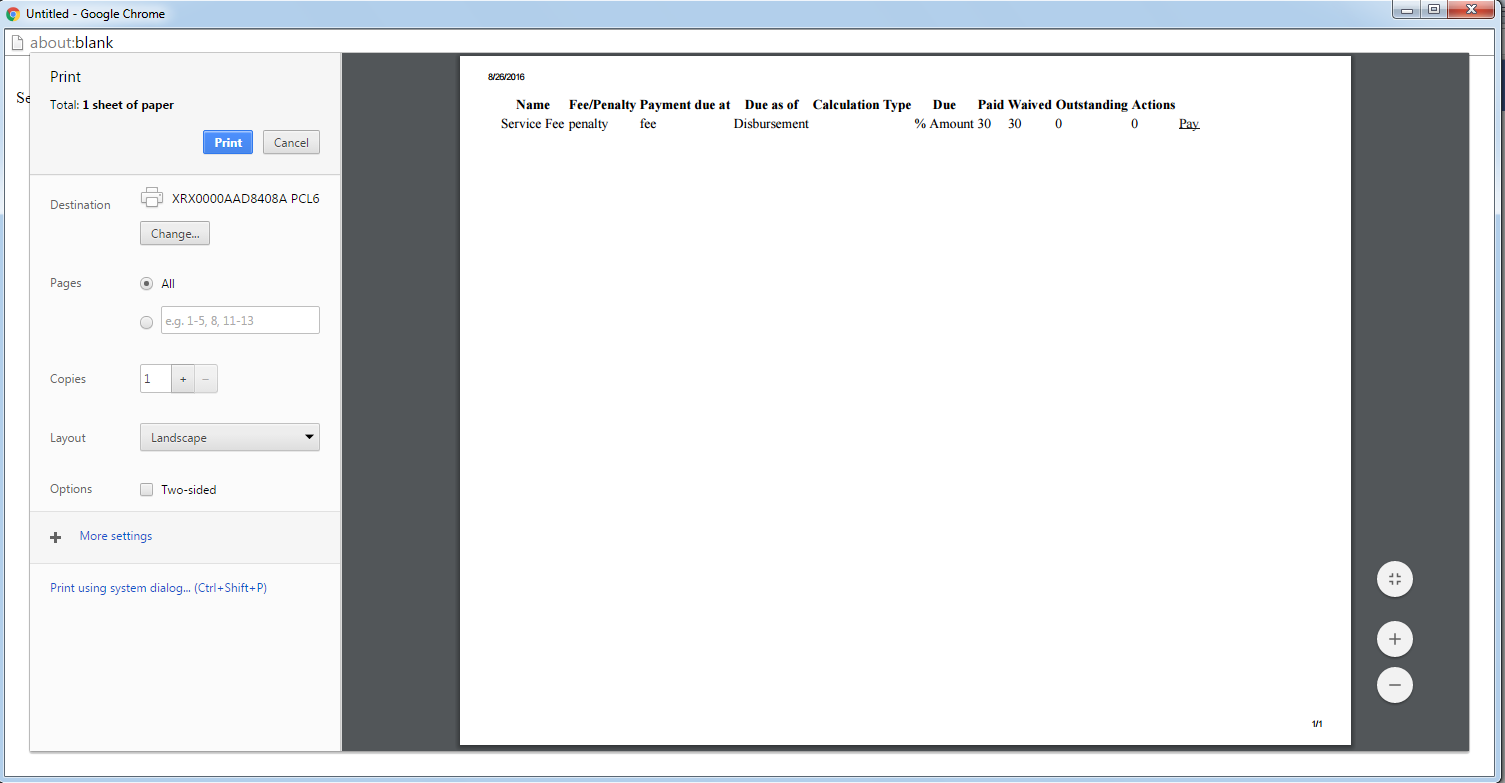 Untitled - Google Chrome
about:blank
Se
Print
Total: 1 sheet of paper
Print Cancel
Destination XRX0000AAD8408A PCL6
Change...
Pages All
e.g. 1-5, 8, 11-13
Copies 1 + −
Layout Landscape
Options Two-sided
+ More settings
Print using system dialog... (Ctrl+Shift+P)
8/26/2016
Name Fee/Penalty Payment due at Due as of Calculation Type Due Paid Waived Outstanding Actions
Service Fee penalty fee Disbursement % Amount 30 30 0 0 Pay
1/1